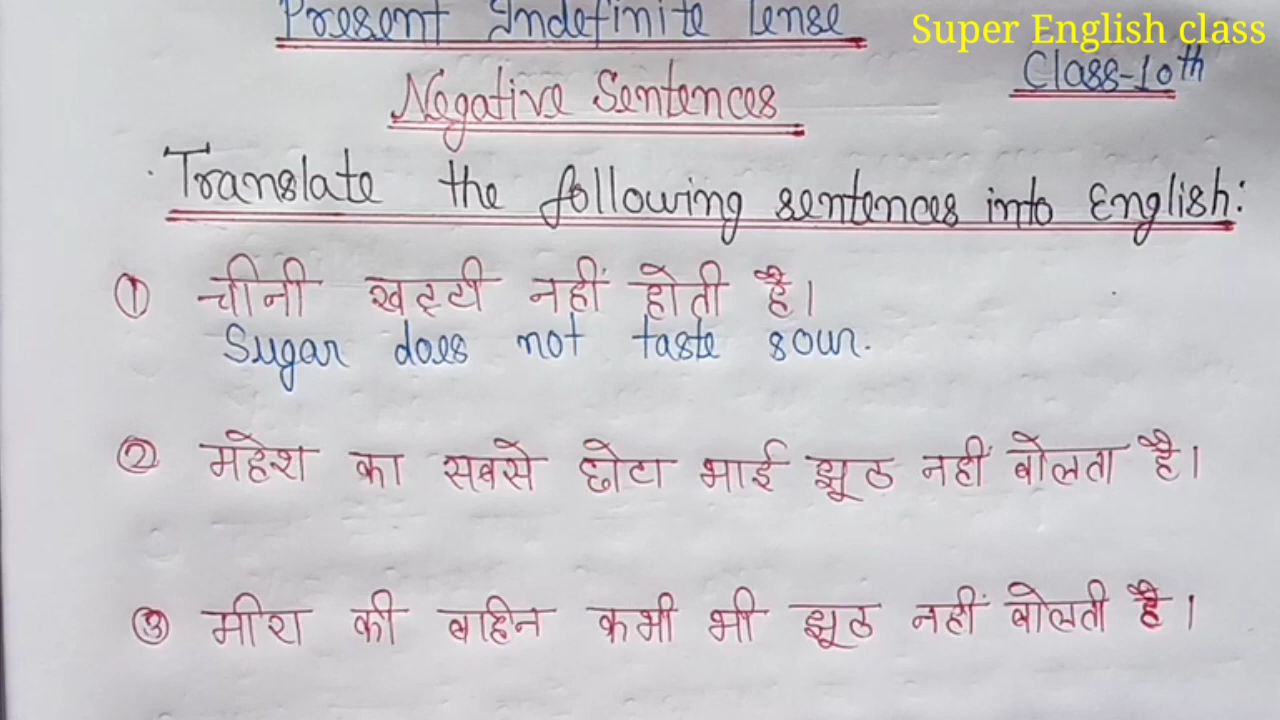 Present Indefinite Tense
Super English class
Class-10th
Negative Sentences
Translate the following sentences into English:
① चीनी खट्टी नहीं होती है।
Sugar does not taste sour.
② महेश का सबसे छोटा भाई झूठ नहीं बोलता है।
③ मीरा की बहिन कभी भी झूठ नहीं बोलती है।